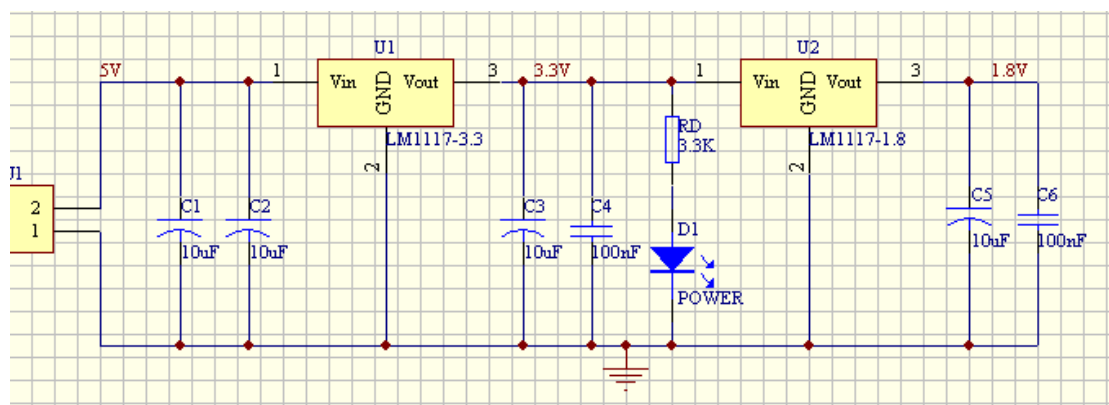 U1
U2
5V
1
Vin
GND
Vout
3
3.3V
1
Vin
GND
Vout
3
1.8V
LM1117-3.3
RD
3.3K
LM1117-1.8
2
2
J1
2
1
C1
10uF
C2
10uF
C3
10uF
C4
100nF
D1
POWER
C5
10uF
C6
100nF